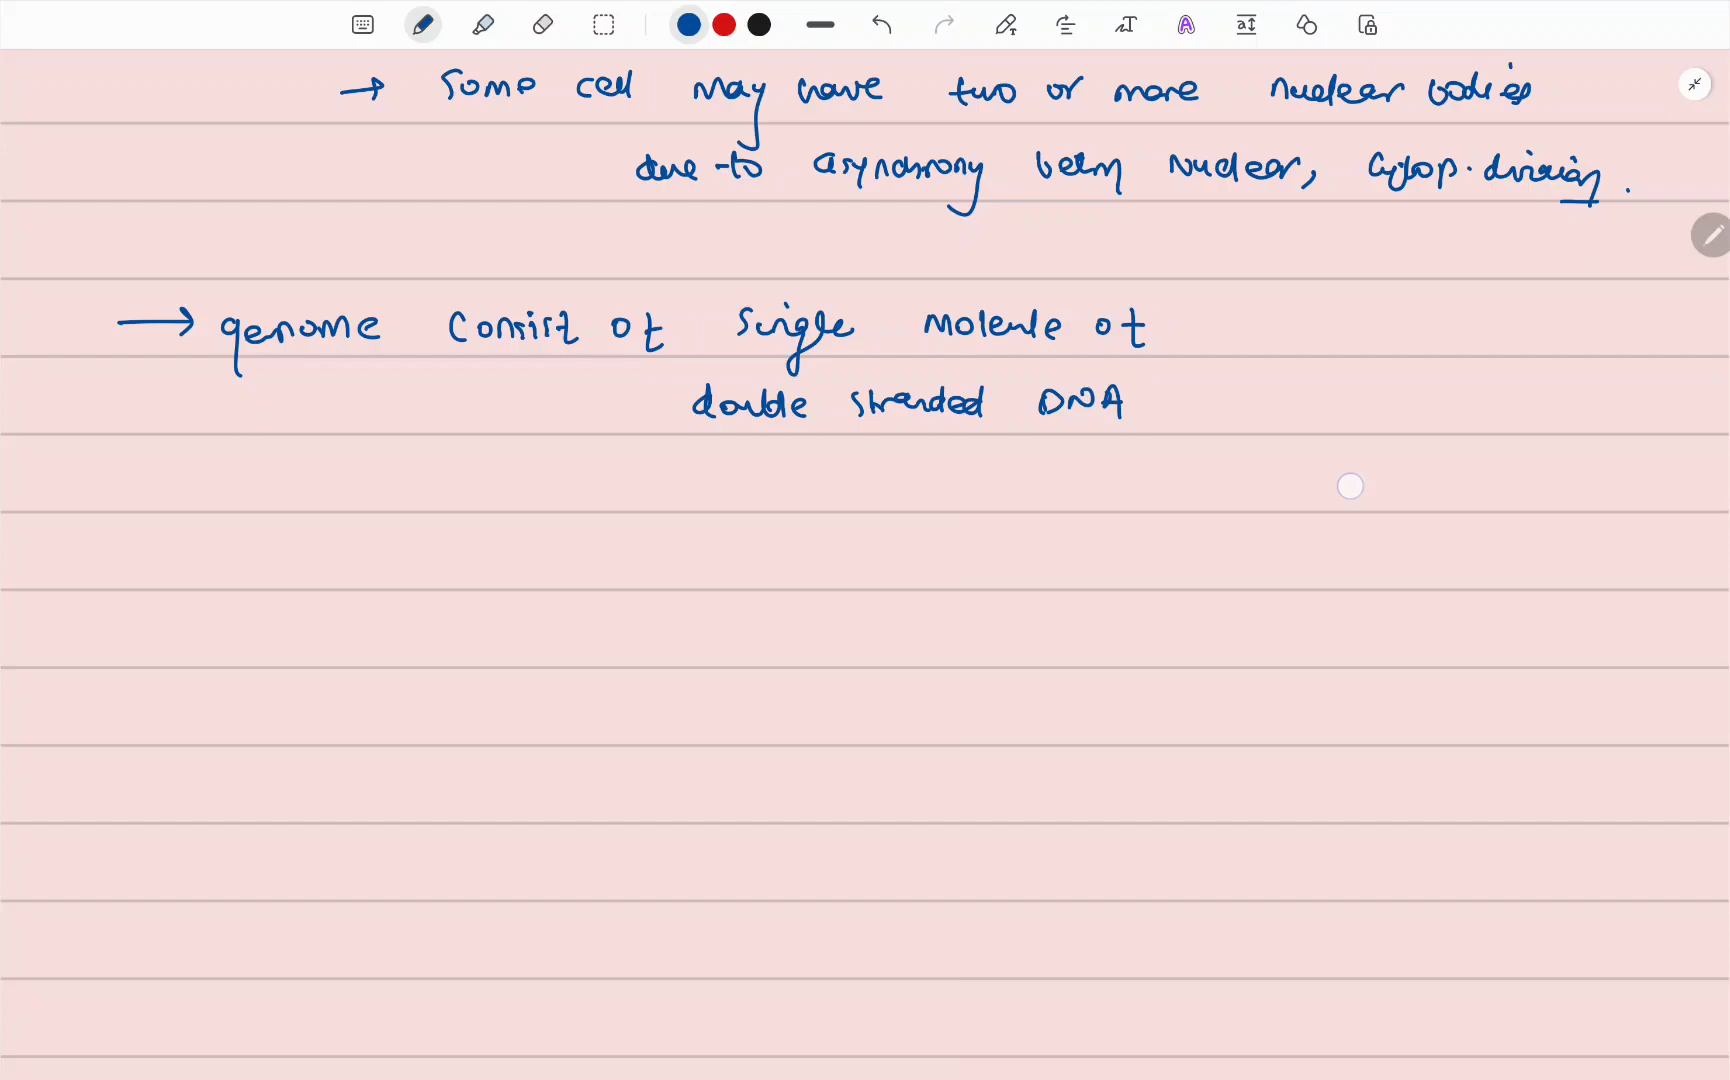 → Some cell may have two or more nuclear bodies
due-to asynchrony betn nuclear, Cytop. division.
→ genome consist of single molecule of
double stranded DNA